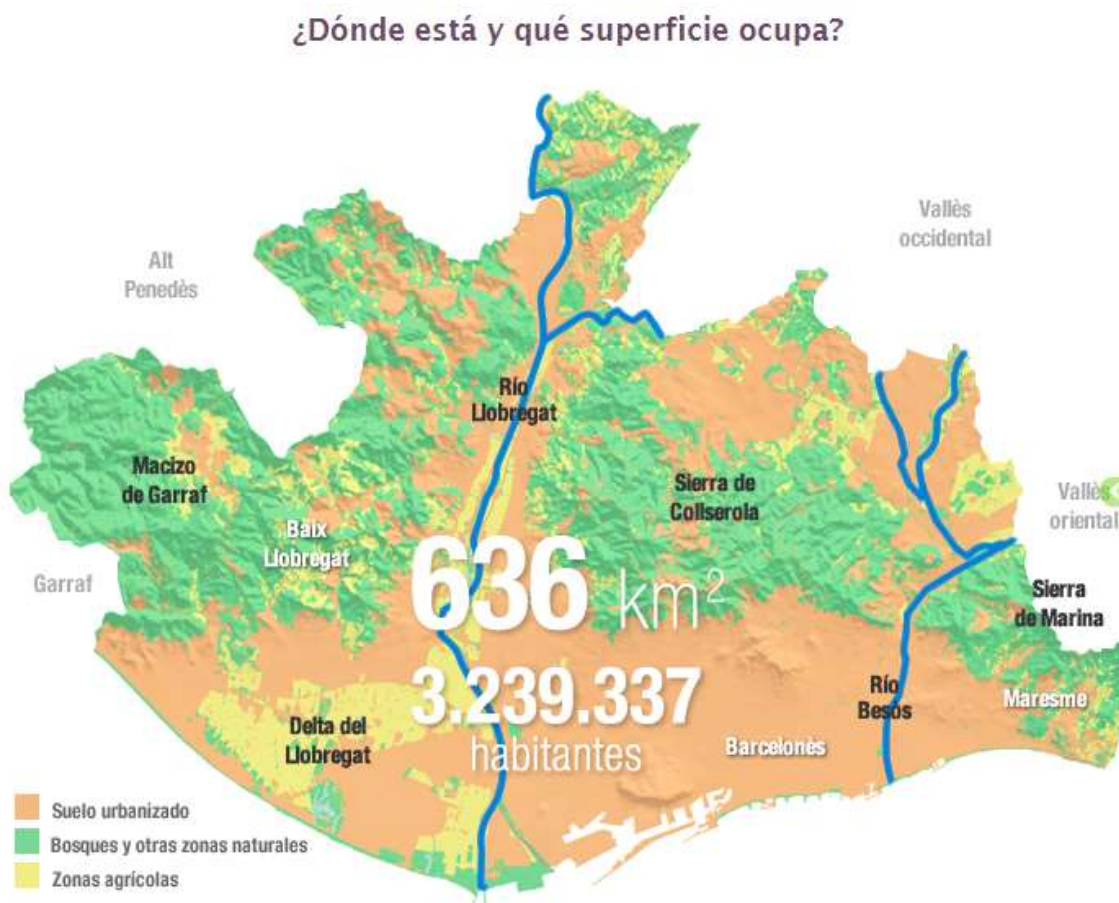 ¿Dónde está y qué superficie ocupa?
Vallès
occidental
Alt
Penedès
Río
Llobregat
Macizo
de Garraf
Sierra de
Collserola
Vallès
oriental
Baix
Llobregat
Garraf
636 km²
Sierra
de Marina
3.239.337
habitantes
Río
Besòs
Maresme
Delta del
Llobregat
Barcelonès
Suelo urbanizado
Bosques y otras zonas naturales
Zonas agrícolas